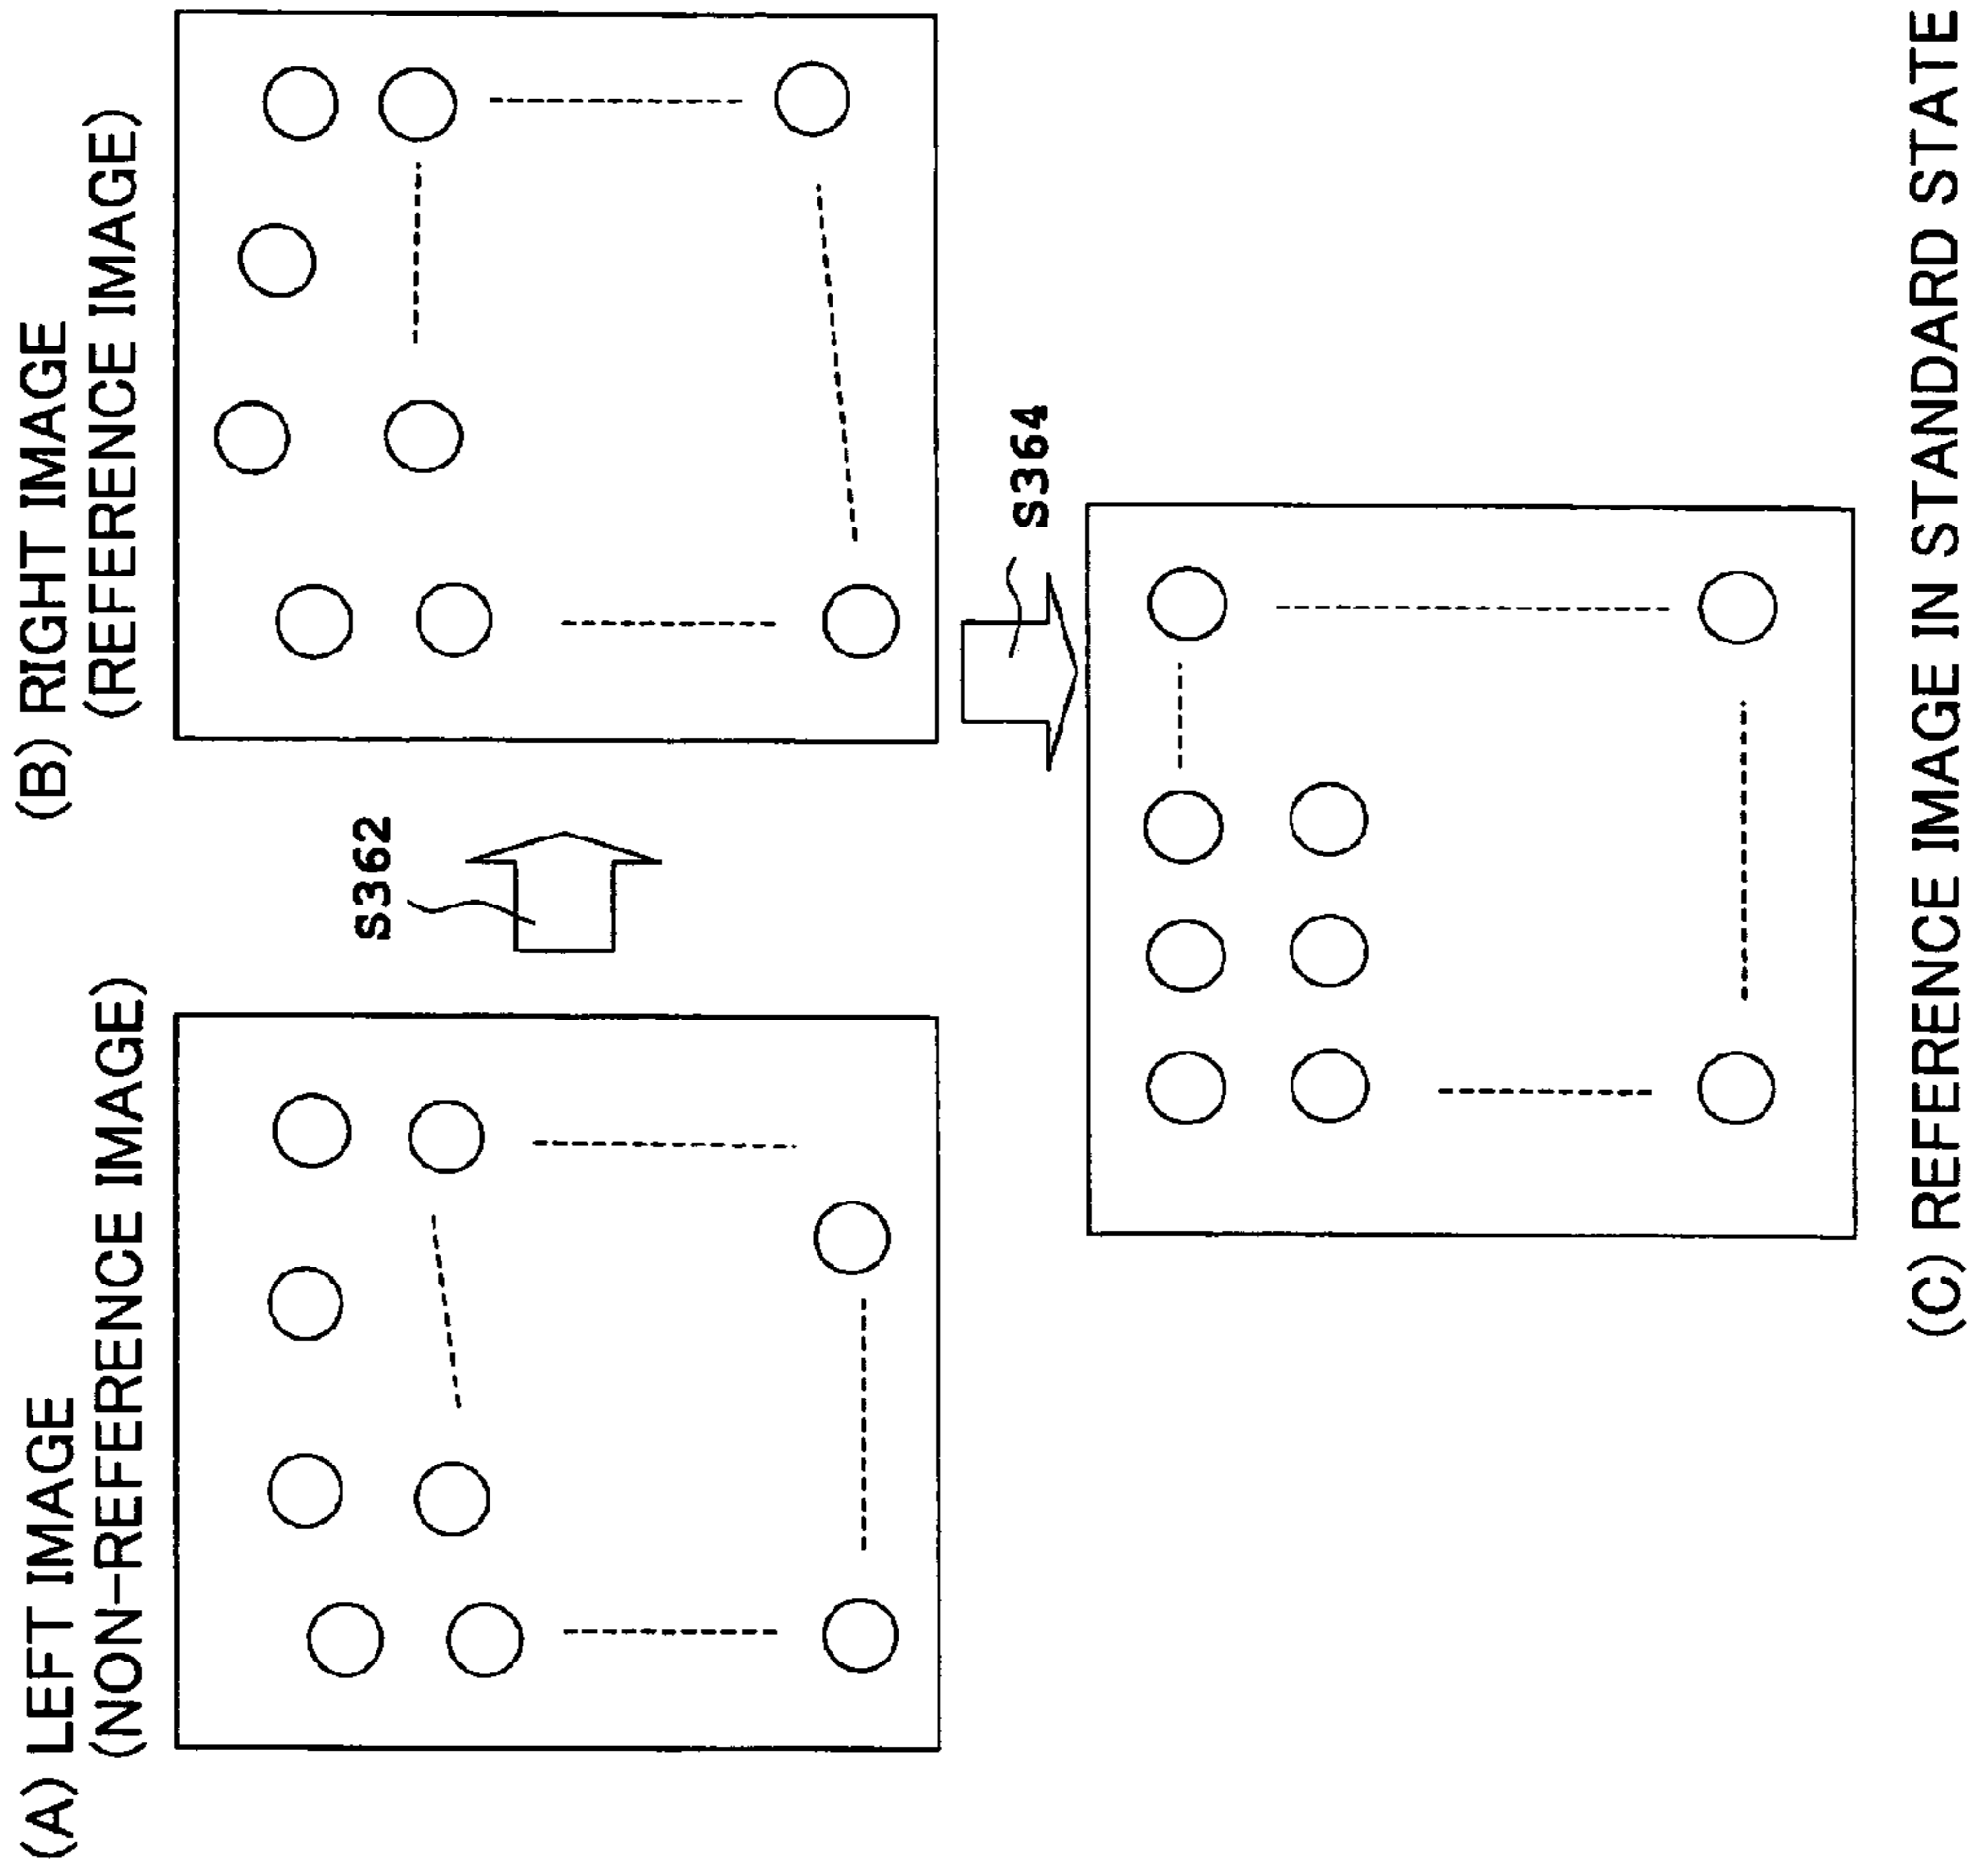 (A) LEFT IMAGE
(NON-REFERENCE IMAGE)
S362
(B) RIGHT IMAGE
(REFERENCE IMAGE)
S364
(C) REFERENCE IMAGE IN STANDARD STATE